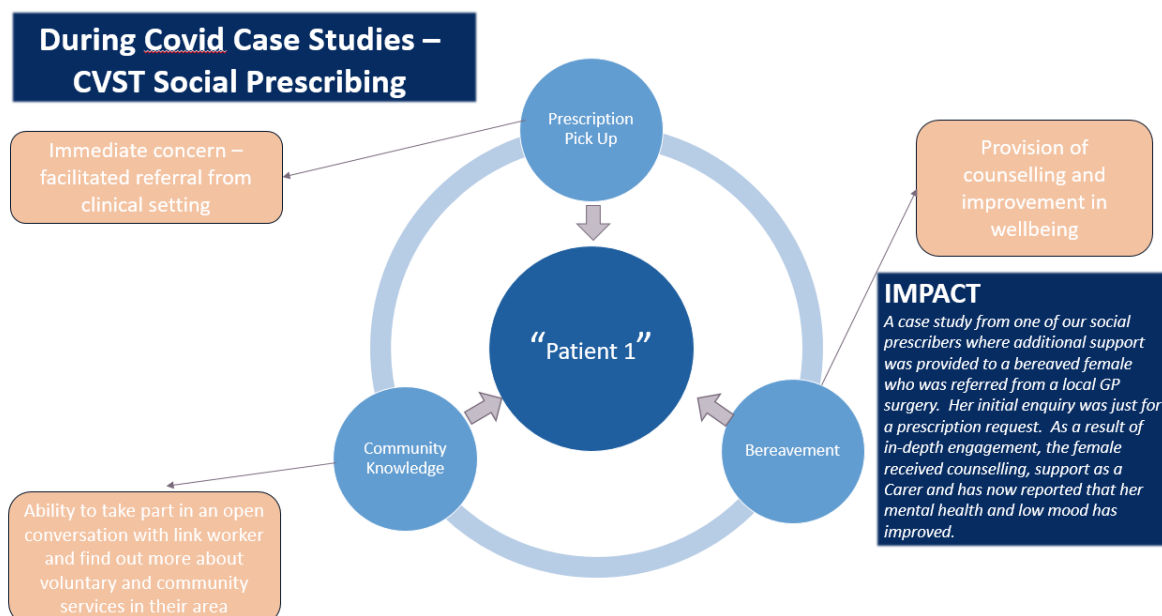 During Covid Case Studies –
CVST Social Prescribing
Prescription
Pick Up
Immediate concern –
facilitated referral from
clinical setting
Provision of
counselling and
improvement in
wellbeing
“Patient 1”
IMPACT
A case study from one of our social
prescribers where additional support
was provided to a bereaved female
who was referred from a local GP
surgery.  Her initial enquiry was just for
a prescription request.  As a result of
in-depth engagement, the female
received counselling, support as a
Carer and has now reported that her
mental health and low mood has
improved.
Community
Knowledge
Bereavement
Ability to take part in an open
conversation with link worker
and find out more about
voluntary and community
services in their area